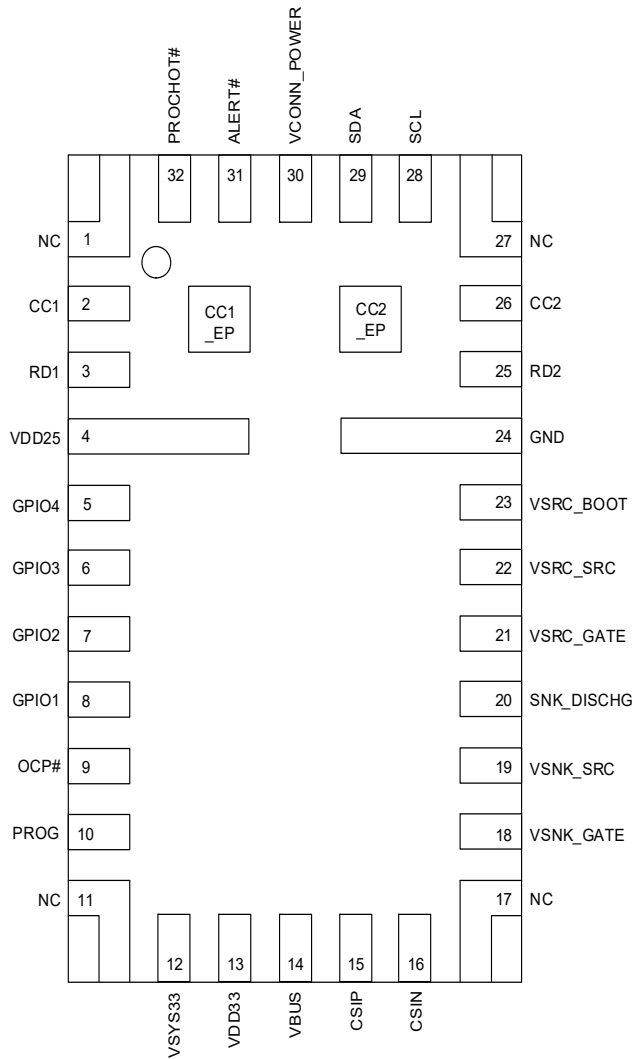 PROCHOT#
ALERT#
VCONN_POWER
SDA
SCL
32
31
30
29
28
NC 1
27 NC
CC1 2
CC1
_EP
CC2
_EP
26 CC2
RD1 3
25 RD2
VDD25 4
24 GND
GPIO4 5
23 VSRC_BOOT
GPIO3 6
22 VSRC_SRC
GPIO2 7
21 VSRC_GATE
GPIO1 8
20 SNK_DISCHG
OCP# 9
19 VSNK_SRC
PROG 10
18 VSNK_GATE
NC 11
17 NC
12
13
14
15
16
VSYS33
VDD33
VBUS
CSIP
CSIN